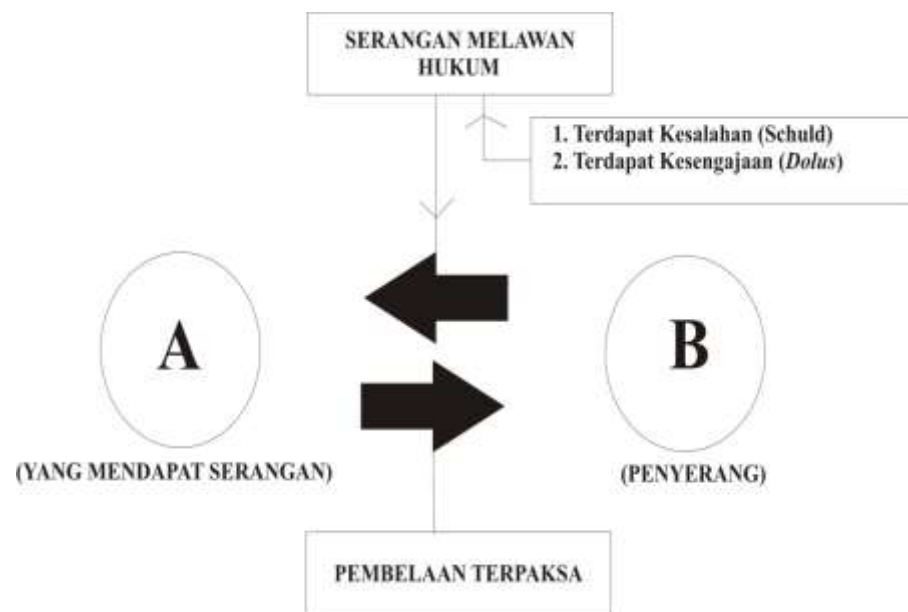 SERANGAN MELAWAN
HUKUM
1. Terdapat Kesalahan (Schuld)
2. Terdapat Kesengajaan (Dolus)
A
B
(YANG MENDAPAT SERANGAN)
(PENYERANG)
PEMBELAAN TERPAKSA